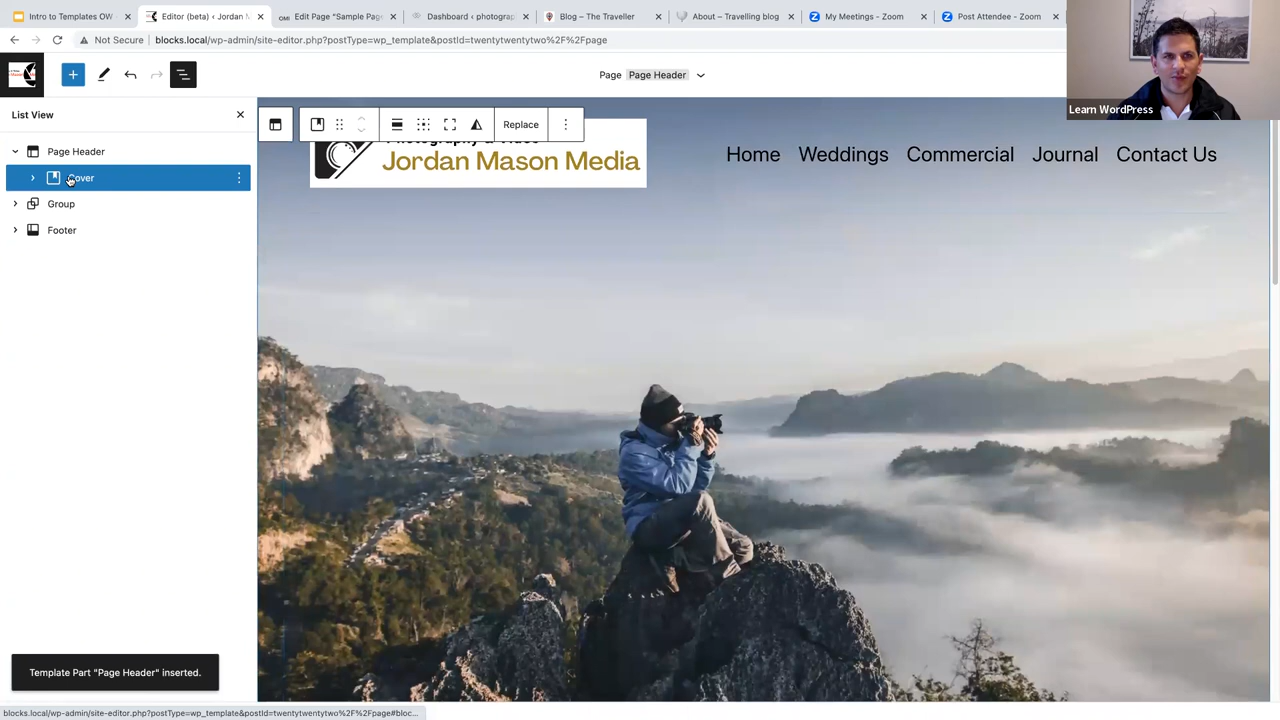 Intro to Templates OW
Editor (beta) ‹ Jordan M
Edit Page “Sample Pag
Dashboard ‹ photograp
Blog – The Traveller
About – Travelling blog
My Meetings - Zoom
Post Attendee - Zoom
Not Secure
blocks.local/wp-admin/site-editor.php?postType=wp_template&postId=twentytwentytwo%2F%2Fpage
Page Page Header
Learn WordPress
List View
Replace
Page Header
Cover
Group
Footer
Jordan Mason Media
Home Weddings Commercial Journal Contact Us
Template Part "Page Header" inserted.
blocks.local/wp-admin/site-editor.php?postType=wp_template&postId=twentytwentytwo%2F%2Fpage#bloc...